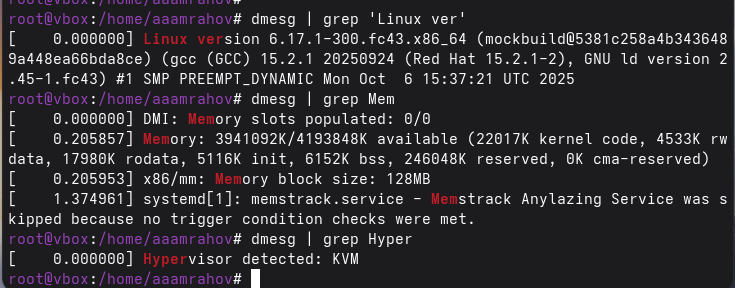 root@vbox:/home/aaamrahov# dmesg | grep 'Linux ver'
[    0.000000] Linux version 6.17.1-300.fc43.x86_64 (mockbuild@5381c258a4b343648
9a448ea66bda8ce) (gcc (GCC) 15.2.1 20250924 (Red Hat 15.2.1-2), GNU ld version 2
.45-1.fc43) #1 SMP PREEMPT_DYNAMIC Mon Oct  6 15:37:21 UTC 2025
root@vbox:/home/aaamrahov# dmesg | grep Mem
[    0.000000] DMI: Memory slots populated: 0/0
[    0.205857] Memory: 3941092K/4193848K available (22017K kernel code, 4533K rw
data, 17980K rodata, 5116K init, 6152K bss, 246048K reserved, 0K cma-reserved)
[    0.205953] x86/mm: Memory block size: 128MB
[    1.374961] systemd[1]: memstrack.service - Memstrack Anylazing Service was s
kipped because no trigger condition checks were met.
root@vbox:/home/aaamrahov# dmesg | grep Hyper
[    0.000000] Hypervisor detected: KVM
root@vbox:/home/aaamrahov#